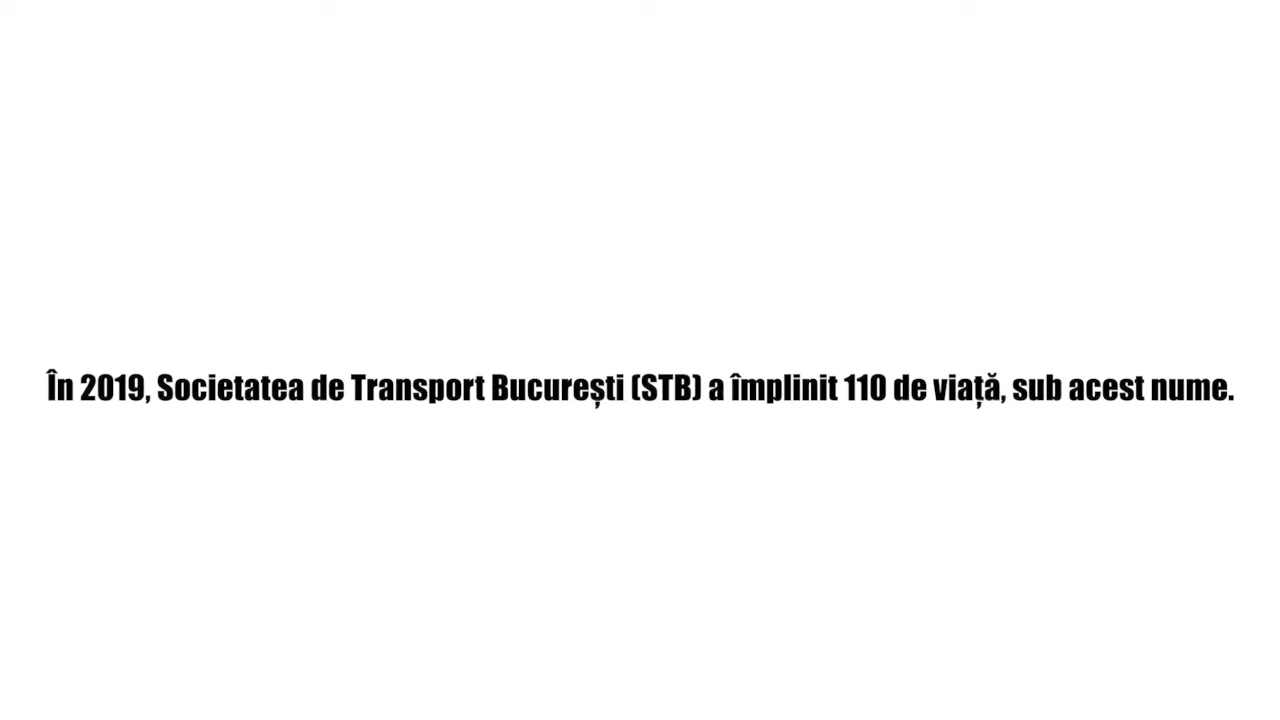 În 2019, Societatea de Transport București (STB) a împlinit 110 de viață, sub acest nume.